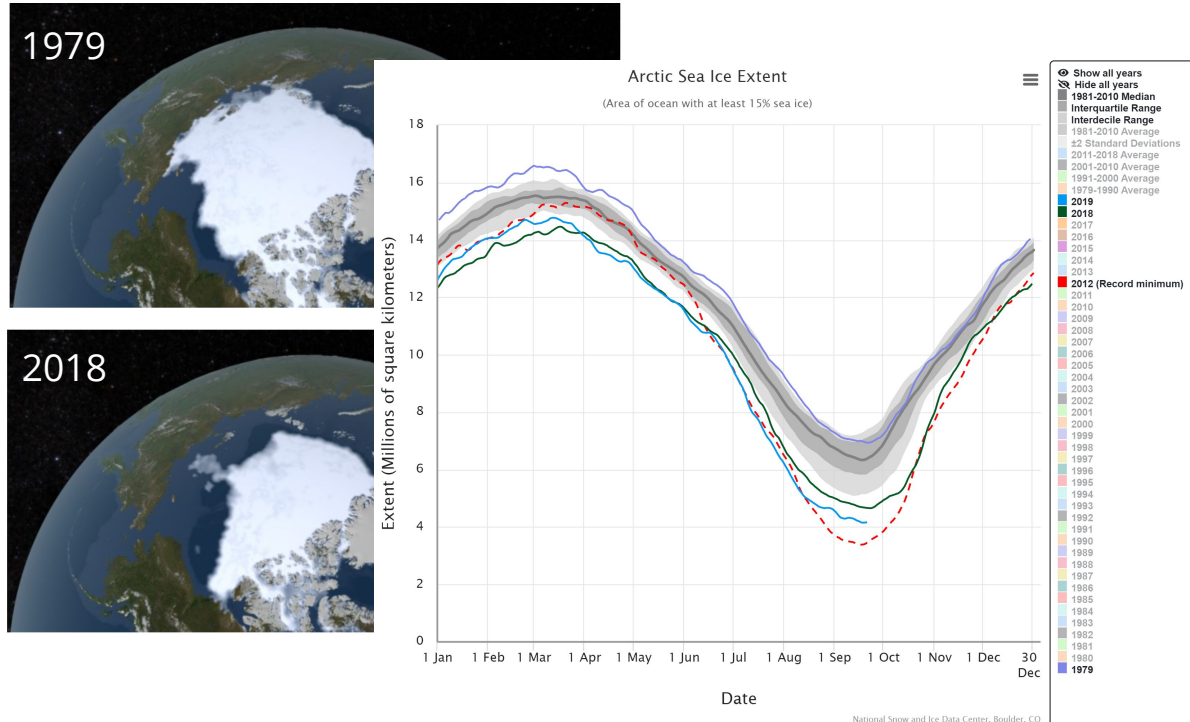 1979
2018
Arctic Sea Ice Extent
(Area of ocean with at least 15% sea ice)
Extent (Millions of square kilometers)
18
16
14
12
10
8
6
4
2
0
1 Jan
1 Feb
1 Mar
1 Apr
1 May
1 Jun
1 Jul
1 Aug
1 Sep
1 Oct
1 Nov
1 Dec
30
Dec
Date
National Snow and Ice Data Center, Boulder, CO
Show all years
Hide all years
1981-2010 Median
Interquartile Range
Interdecile Range
1981-2010 Average
±2 Standard Deviations
2011-2018 Average
2001-2010 Average
1991-2000 Average
1979-1990 Average
2019
2018
2017
2016
2015
2014
2013
2012 (Record minimum)
2011
2010
2009
2008
2007
2006
2005
2004
2003
2002
2001
2000
1999
1998
1997
1996
1995
1994
1993
1992
1991
1990
1989
1988
1987
1986
1985
1984
1983
1982
1981
1980
1979